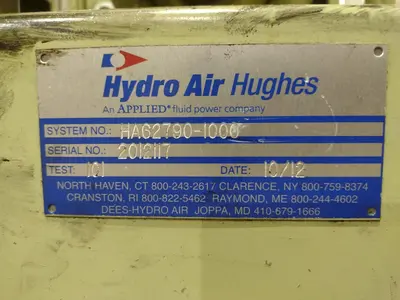 Hydro Air Hughes
An APPLIED® fluid power company
SYSTEM NO.: HA62790-1000
SERIAL NO.: 2012117
TEST: 101 DATE: 10/12
NORTH HAVEN, CT 800-243-2617 CLARENCE, NY 800-759-8374
CRANSTON, RI 800-822-5462 RAYMOND, ME 800-244-4602
DEES-HYDRO AIR JOPPA, MD 410-679-1666